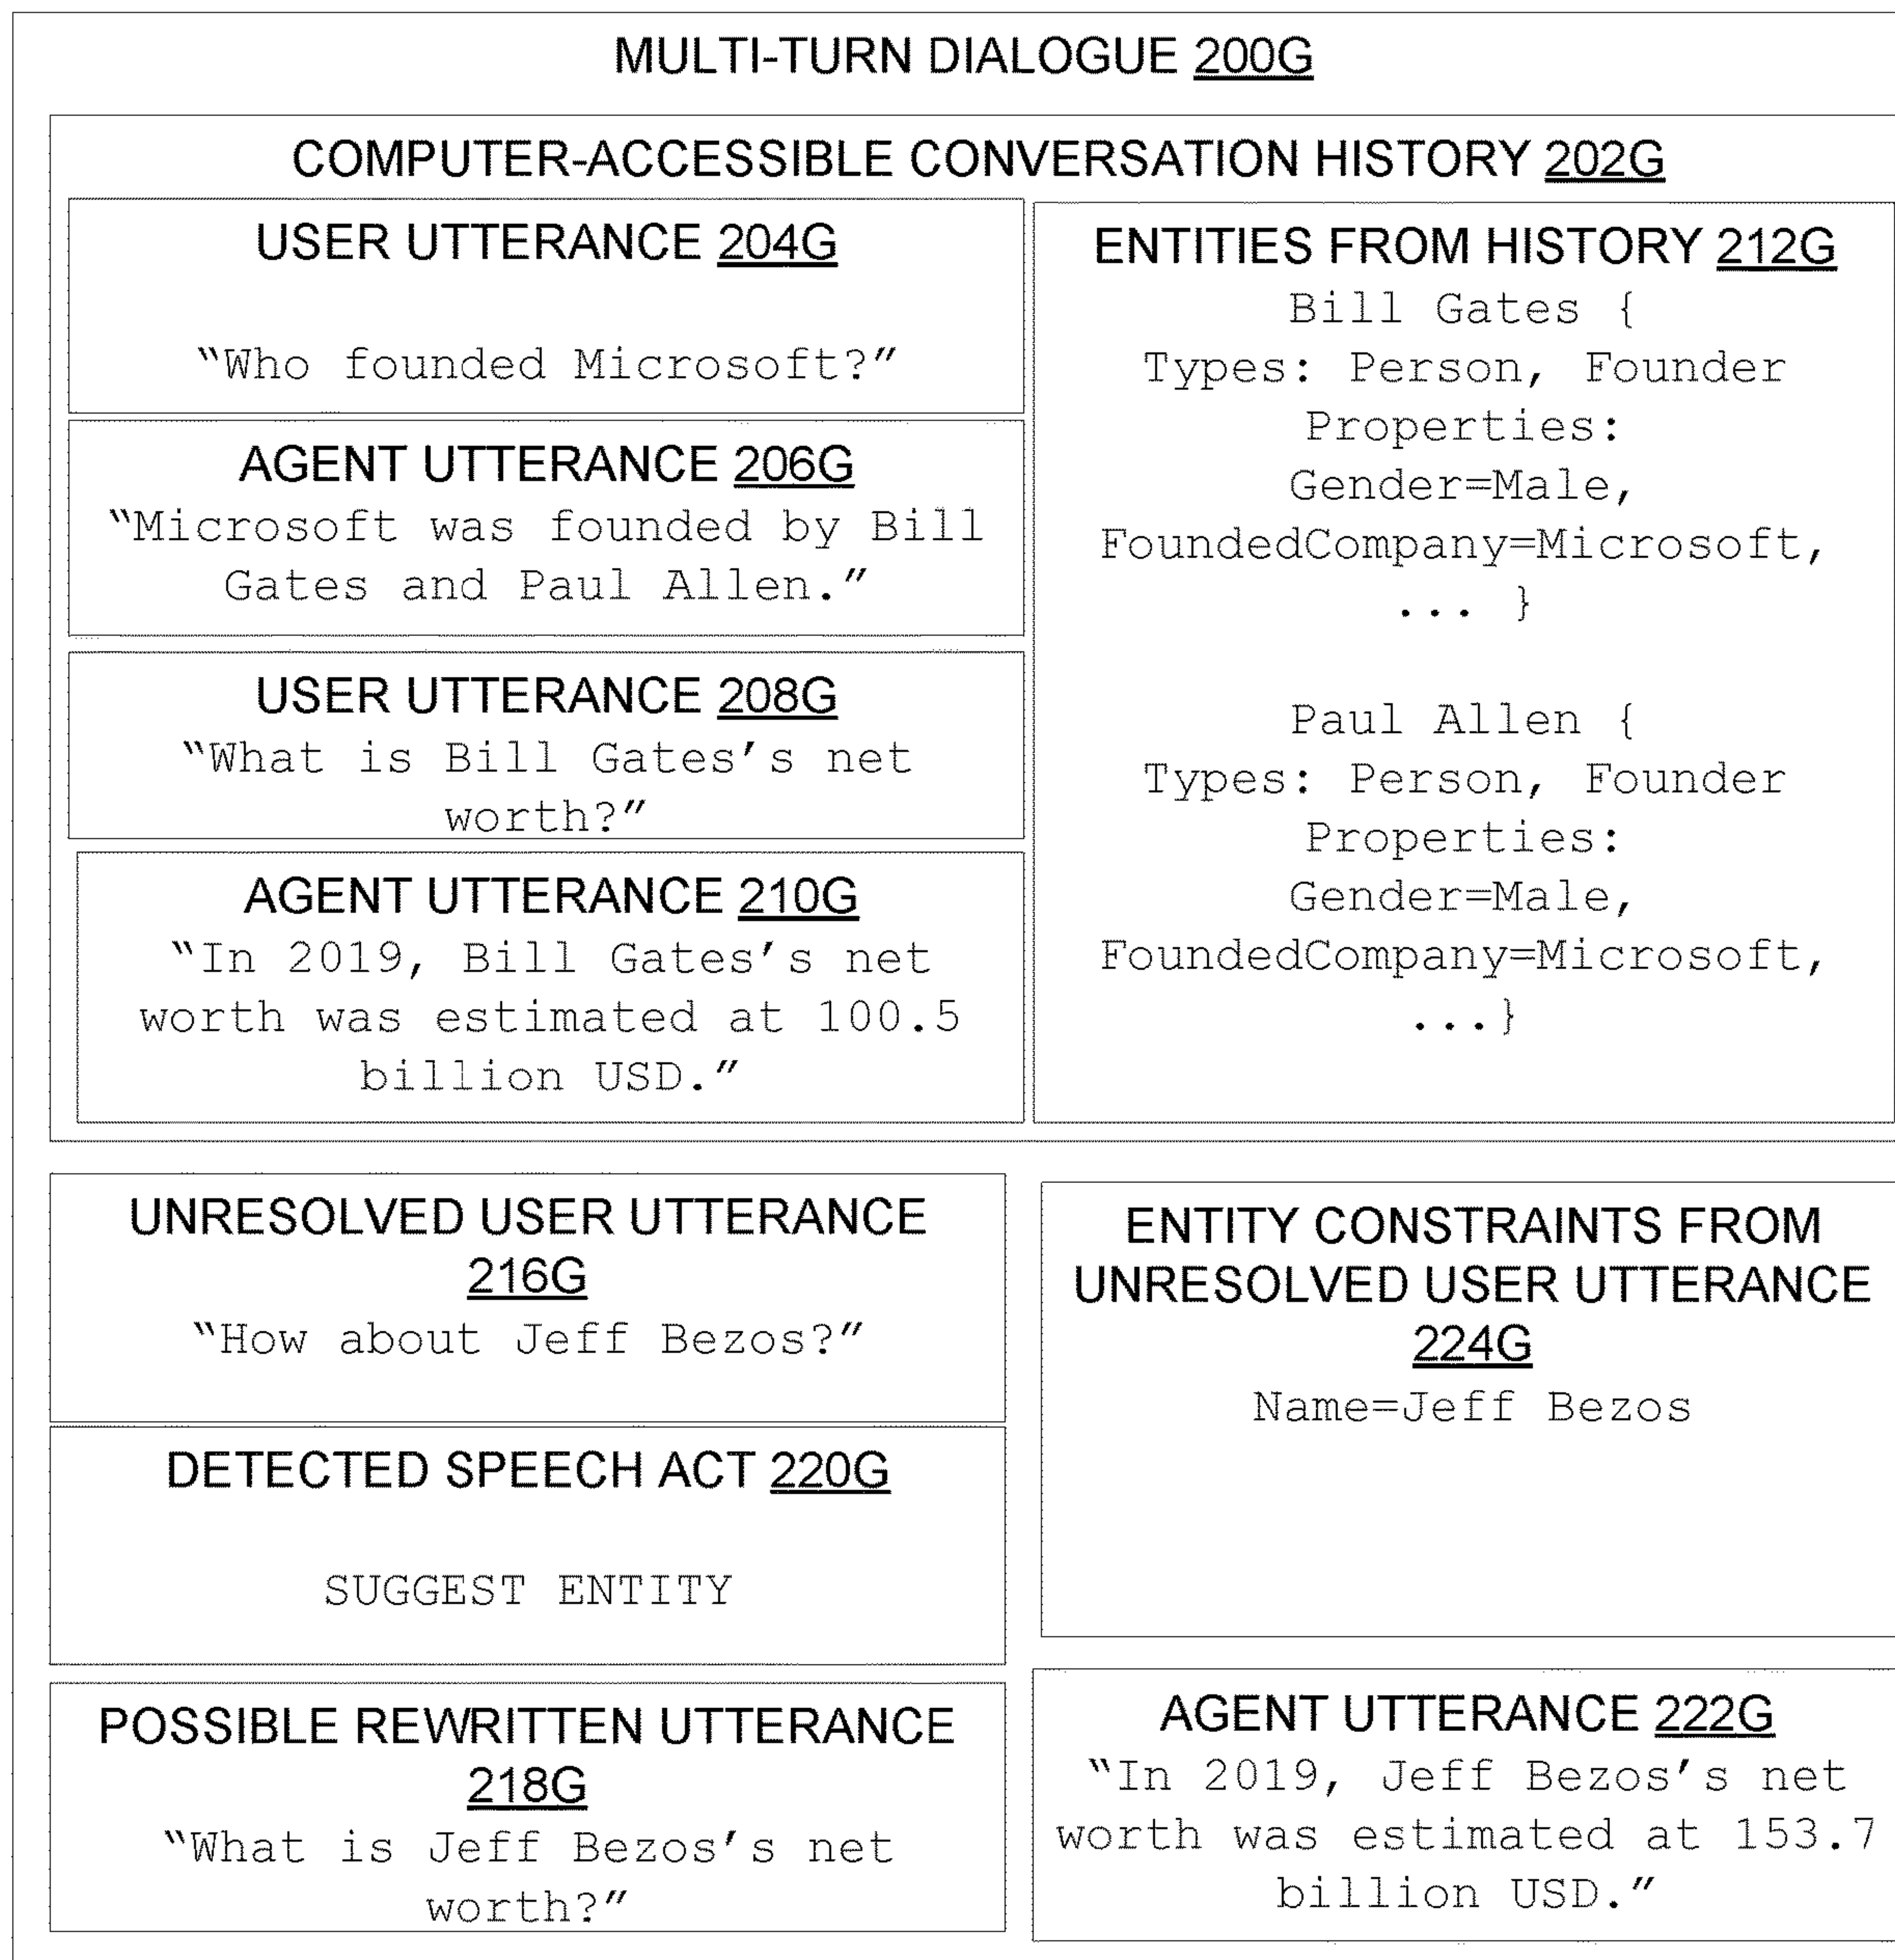 MULTI-TURN DIALOGUE 200G
COMPUTER-ACCESSIBLE CONVERSATION HISTORY 202G
USER UTTERANCE 204G
“Who founded Microsoft?”
AGENT UTTERANCE 206G
“Microsoft was founded by Bill
Gates and Paul Allen.”
USER UTTERANCE 208G
“What is Bill Gates’s net
worth?”
AGENT UTTERANCE 210G
“In 2019, Bill Gates’s net
worth was estimated at 100.5
billion USD.”
ENTITIES FROM HISTORY 212G
Bill Gates {
Types: Person, Founder
Properties:
Gender=Male,
FoundedCompany=Microsoft,
... }
Paul Allen {
Types: Person, Founder
Properties:
Gender=Male,
FoundedCompany=Microsoft,
...}
UNRESOLVED USER UTTERANCE
216G
“How about Jeff Bezos?”
DETECTED SPEECH ACT 220G
SUGGEST ENTITY
POSSIBLE REWRITTEN UTTERANCE
218G
“What is Jeff Bezos’s net
worth?”
ENTITY CONSTRAINTS FROM
UNRESOLVED USER UTTERANCE
224G
Name=Jeff Bezos
AGENT UTTERANCE 222G
“In 2019, Jeff Bezos’s net
worth was estimated at 153.7
billion USD.”